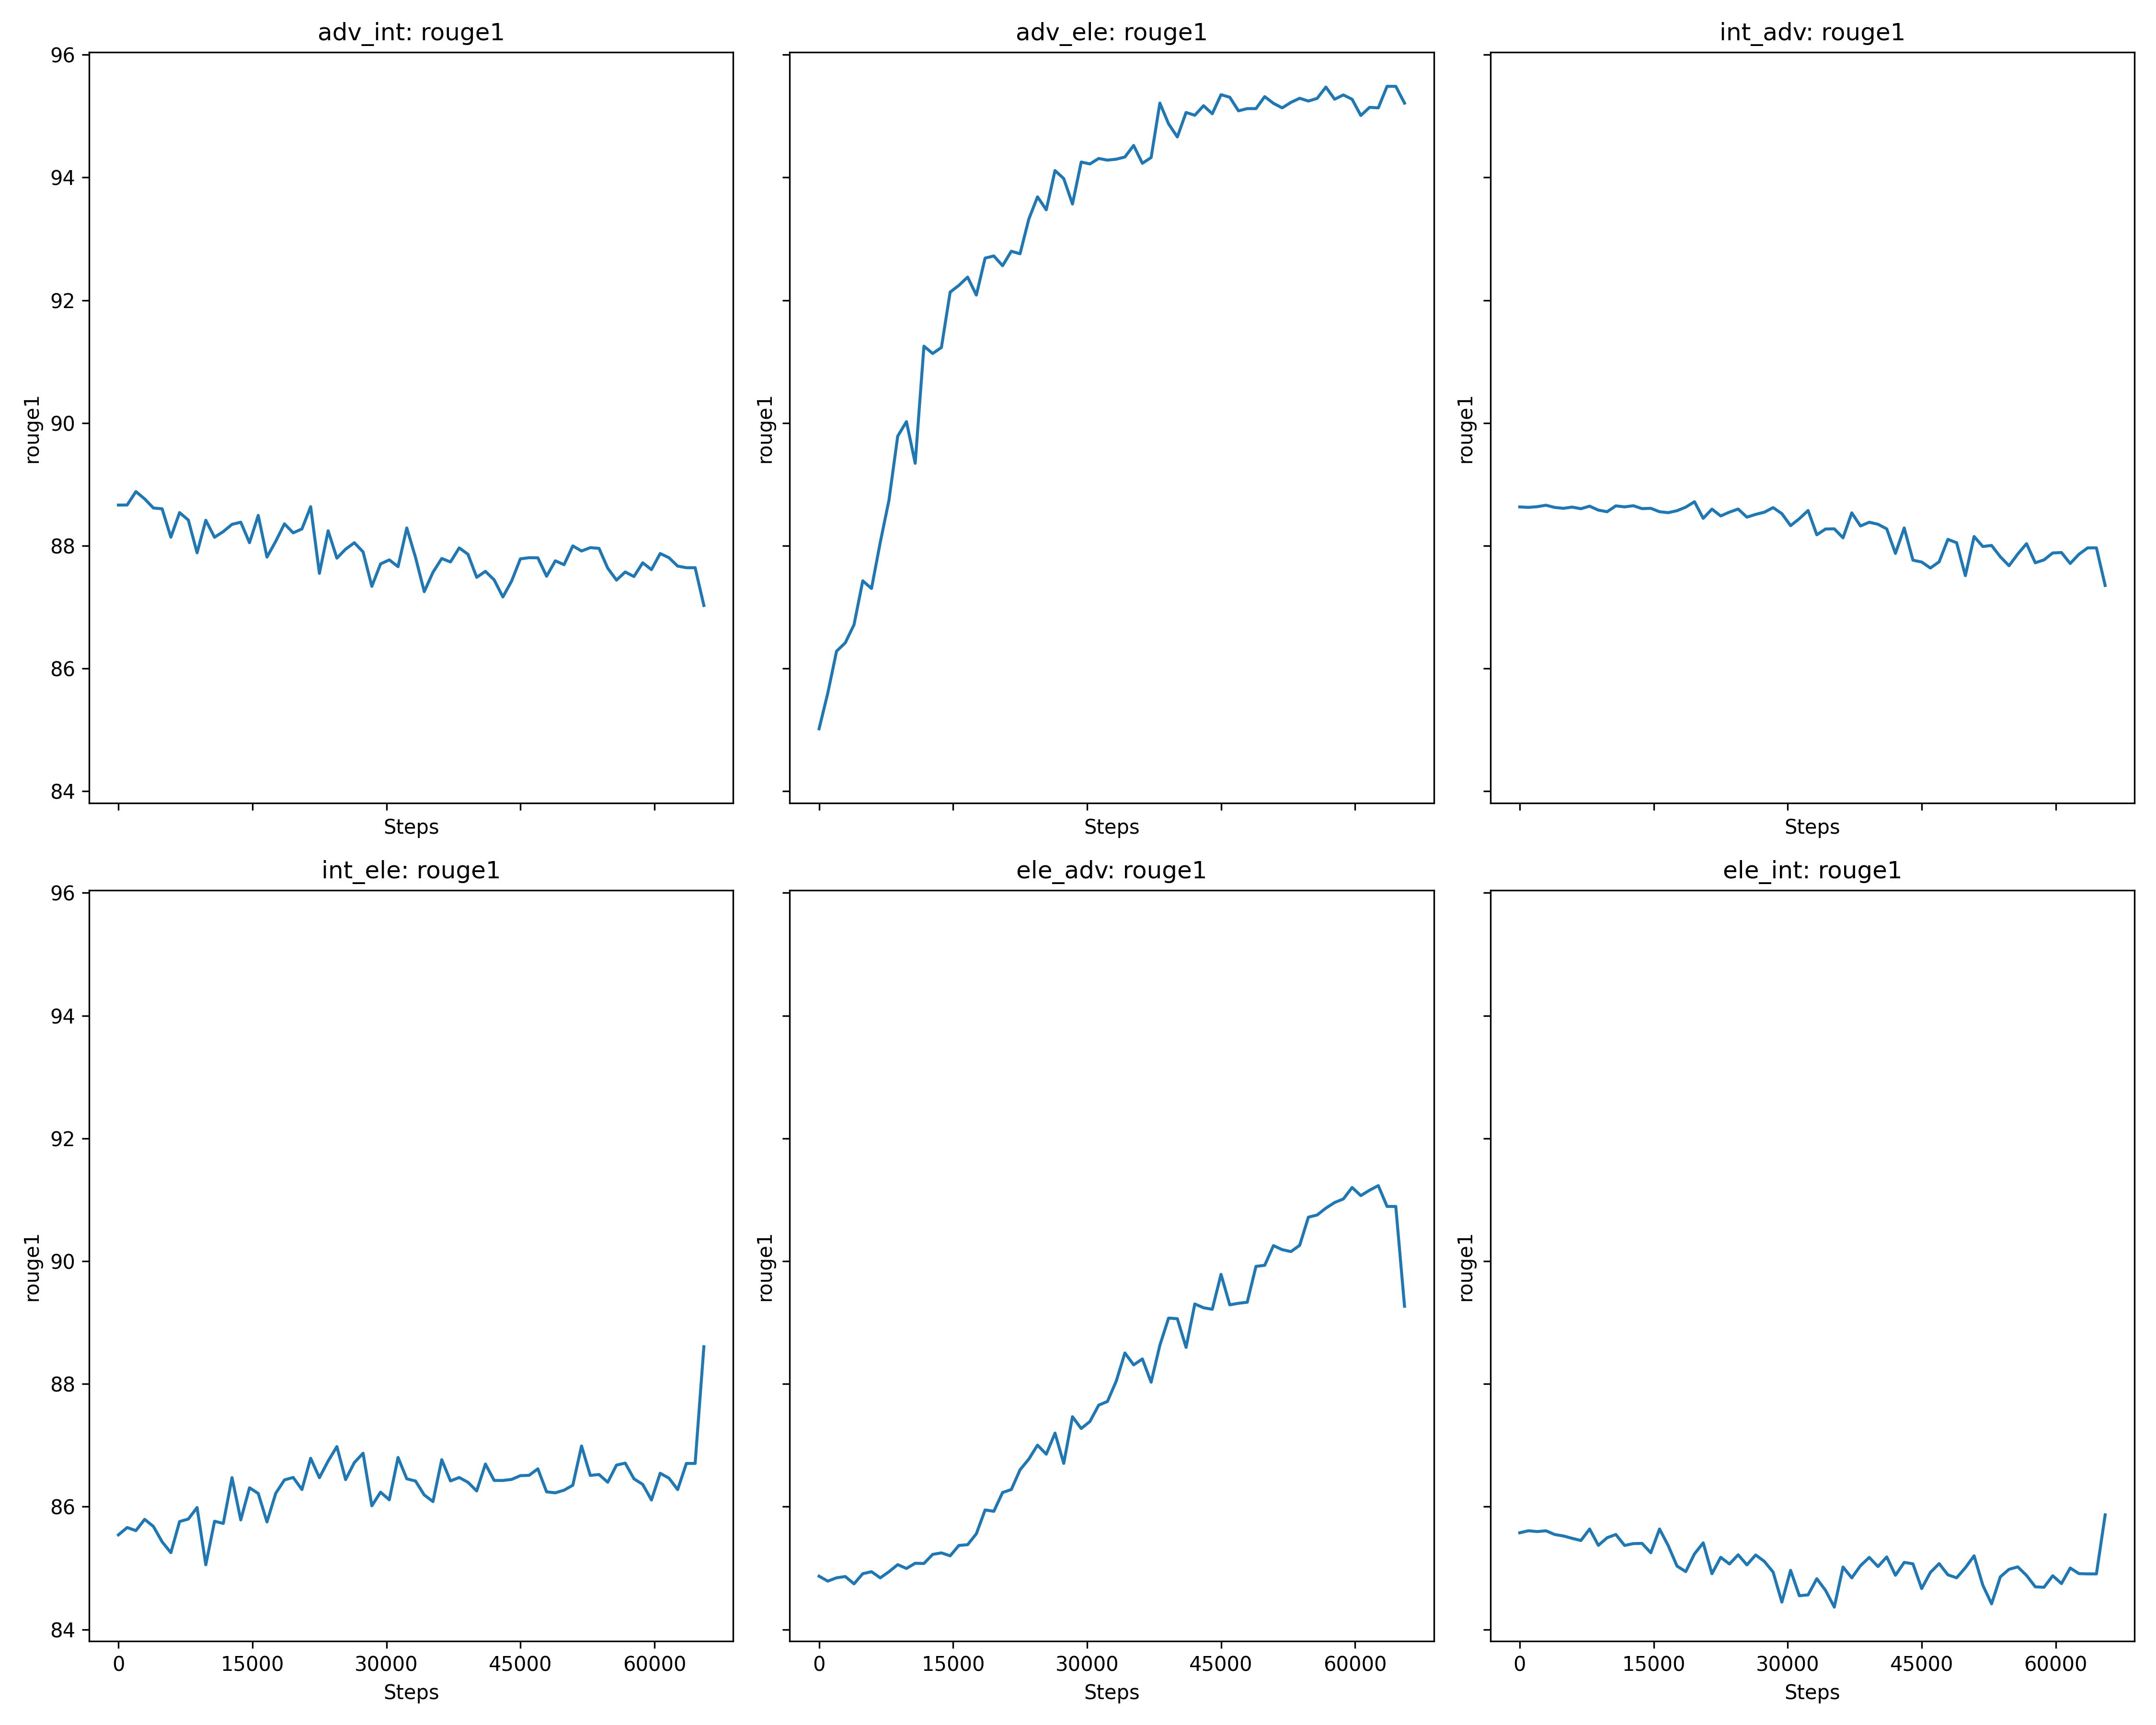 adv_int: rouge1
adv_ele: rouge1
int_adv: rouge1
96
94
92
90
88
86
84
rouge1
rouge1
rouge1
Steps
Steps
Steps
int_ele: rouge1
ele_adv: rouge1
ele_int: rouge1
96
94
92
90
88
86
84
rouge1
rouge1
rouge1
0 15000 30000 45000 60000
0 15000 30000 45000 60000
0 15000 30000 45000 60000
Steps
Steps
Steps